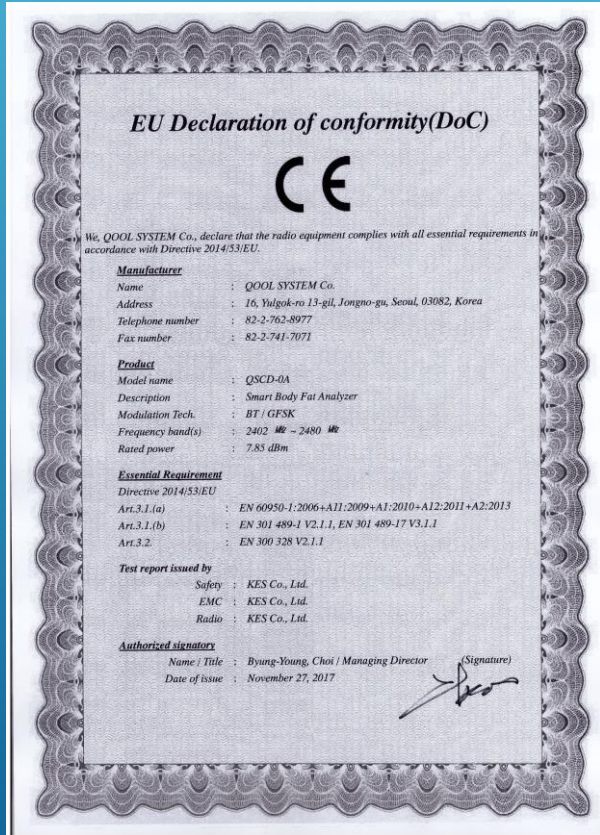 EU Declaration of conformity(DoC)
CE
We, QOOL SYSTEM Co., declare that the radio equipment complies with all essential requirements in
accordance with Directive 2014/53/EU.
Manufacturer
Name : QOOL SYSTEM Co.
Address : 16, Yulgok-ro 13-gil, Jongno-gu, Seoul, 03082, Korea
Telephone number : 82-2-762-8977
Fax number : 82-2-741-7071
Product
Model name : QSCD-0A
Description : Smart Body Fat Analyzer
Modulation Tech. : BT / GFSK
Frequency band(s) : 2402 ㎒ ~ 2480 ㎒
Rated power : 7.85 dBm
Essential Requirement
Directive 2014/53/EU
Art.3.1.(a) : EN 60950-1:2006+A11:2009+A1:2010+A12:2011+A2:2013
Art.3.1.(b) : EN 301 489-1 V2.1.1, EN 301 489-17 V3.1.1
Art.3.2. : EN 300 328 V2.1.1
Test report issued by
Safety : KES Co., Ltd.
EMC : KES Co., Ltd.
Radio : KES Co., Ltd.
Authorized signatory
Name / Title : Byung-Young, Choi / Managing Director (Signature)
Date of issue : November 27, 2017